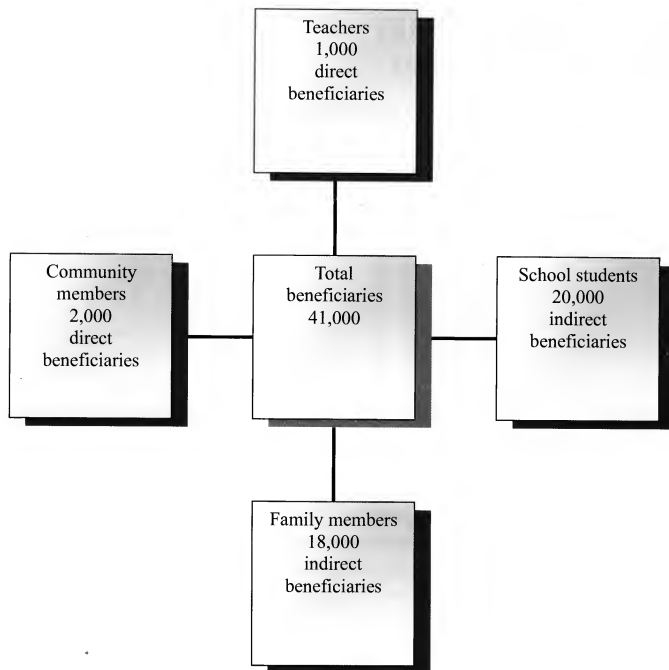 Teachers
1,000
direct
beneficiaries
Community
members
2,000
direct
beneficiaries
Total
beneficiaries
41,000
School students
20,000
indirect
beneficiaries
Family members
18,000
indirect
beneficiaries